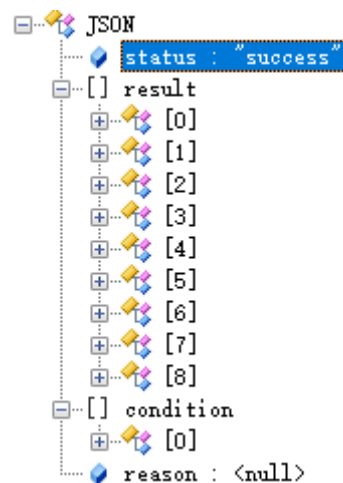 JSON
status : "success"
[] result
[0]
[1]
[2]
[3]
[4]
[5]
[6]
[7]
[8]
[] condition
[0]
reason : <null>